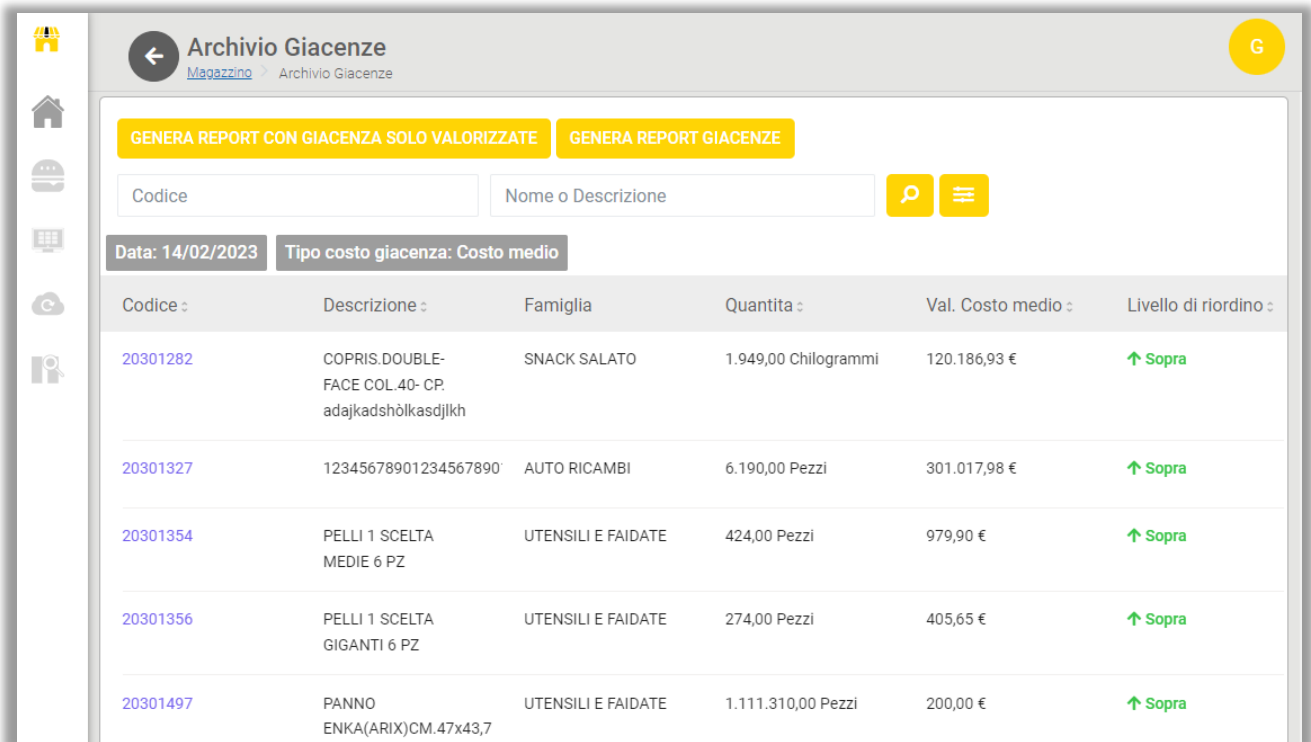 Archivio Giacenze
Magazzino > Archivio Giacenze
G
GENERA REPORT CON GIACENZA SOLO VALORIZZATE GENERA REPORT GIACENZE
Codice Nome o Descrizione
Data: 14/02/2023 Tipo costo giacenza: Costo medio
Codice Descrizione Famiglia Quantita Val. Costo medio Livello di riordino
20301282 COPRIS.DOUBLE- SNACK SALATO 1.949,00 Chilogrammi 120.186,93 € Sopra
FACE COL.40- CP.
adajkadshòlkasdjlkh
20301327 12345678901234567890 AUTO RICAMBI 6.190,00 Pezzi 301.017,98 € Sopra
20301354 PELLI 1 SCELTA UTENSILI E FAIDATE 424,00 Pezzi 979,90 € Sopra
MEDIE 6 PZ
20301356 PELLI 1 SCELTA UTENSILI E FAIDATE 274,00 Pezzi 405,65 € Sopra
GIGANTI 6 PZ
20301497 PANNO UTENSILI E FAIDATE 1.111.310,00 Pezzi 200,00 € Sopra
ENKA(ARIX)CM.47x43,7